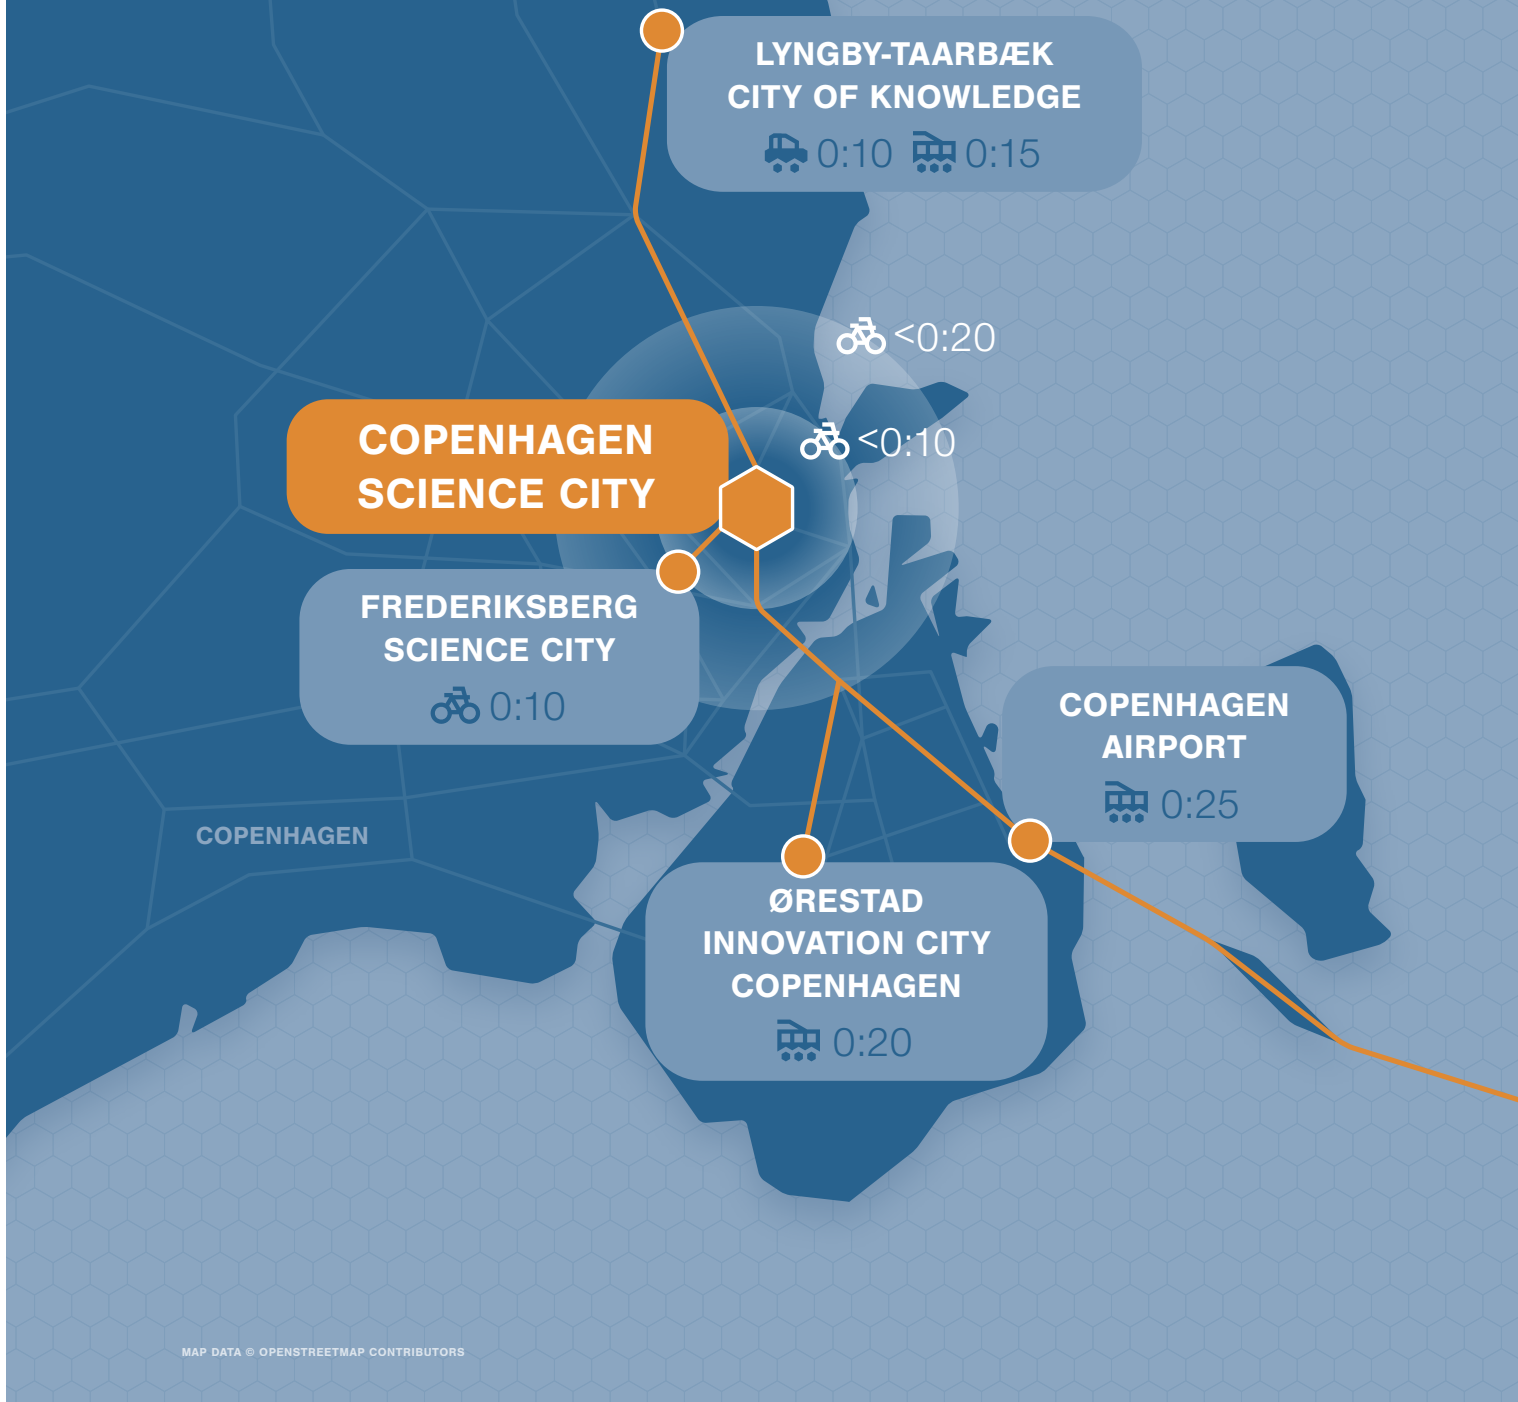 LYNGBY-TAARBÆK
CITY OF KNOWLEDGE
0:10 0:15
<0:20
<0:10
COPENHAGEN
SCIENCE CITY
FREDERIKSBERG
SCIENCE CITY
0:10
COPENHAGEN
AIRPORT
0:25
COPENHAGEN
ØRESTAD
INNOVATION CITY
COPENHAGEN
0:20
MAP DATA © OPENSTREETMAP CONTRIBUTORS